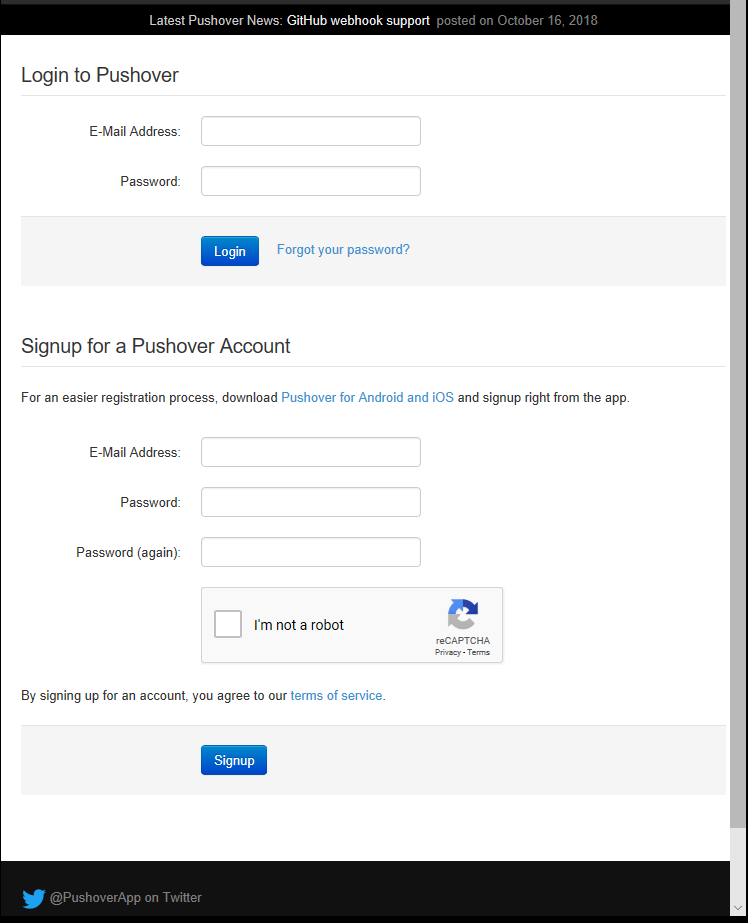 Latest Pushover News: GitHub webhook support posted on October 16, 2018
Login to Pushover
E-Mail Address:
Password:
Login Forgot your password?
Signup for a Pushover Account
For an easier registration process, download Pushover for Android and iOS and signup right from the app.
E-Mail Address:
Password:
Password (again):
I'm not a robot
reCAPTCHA
Privacy - Terms
By signing up for an account, you agree to our terms of service.
Signup
@PushoverApp on Twitter